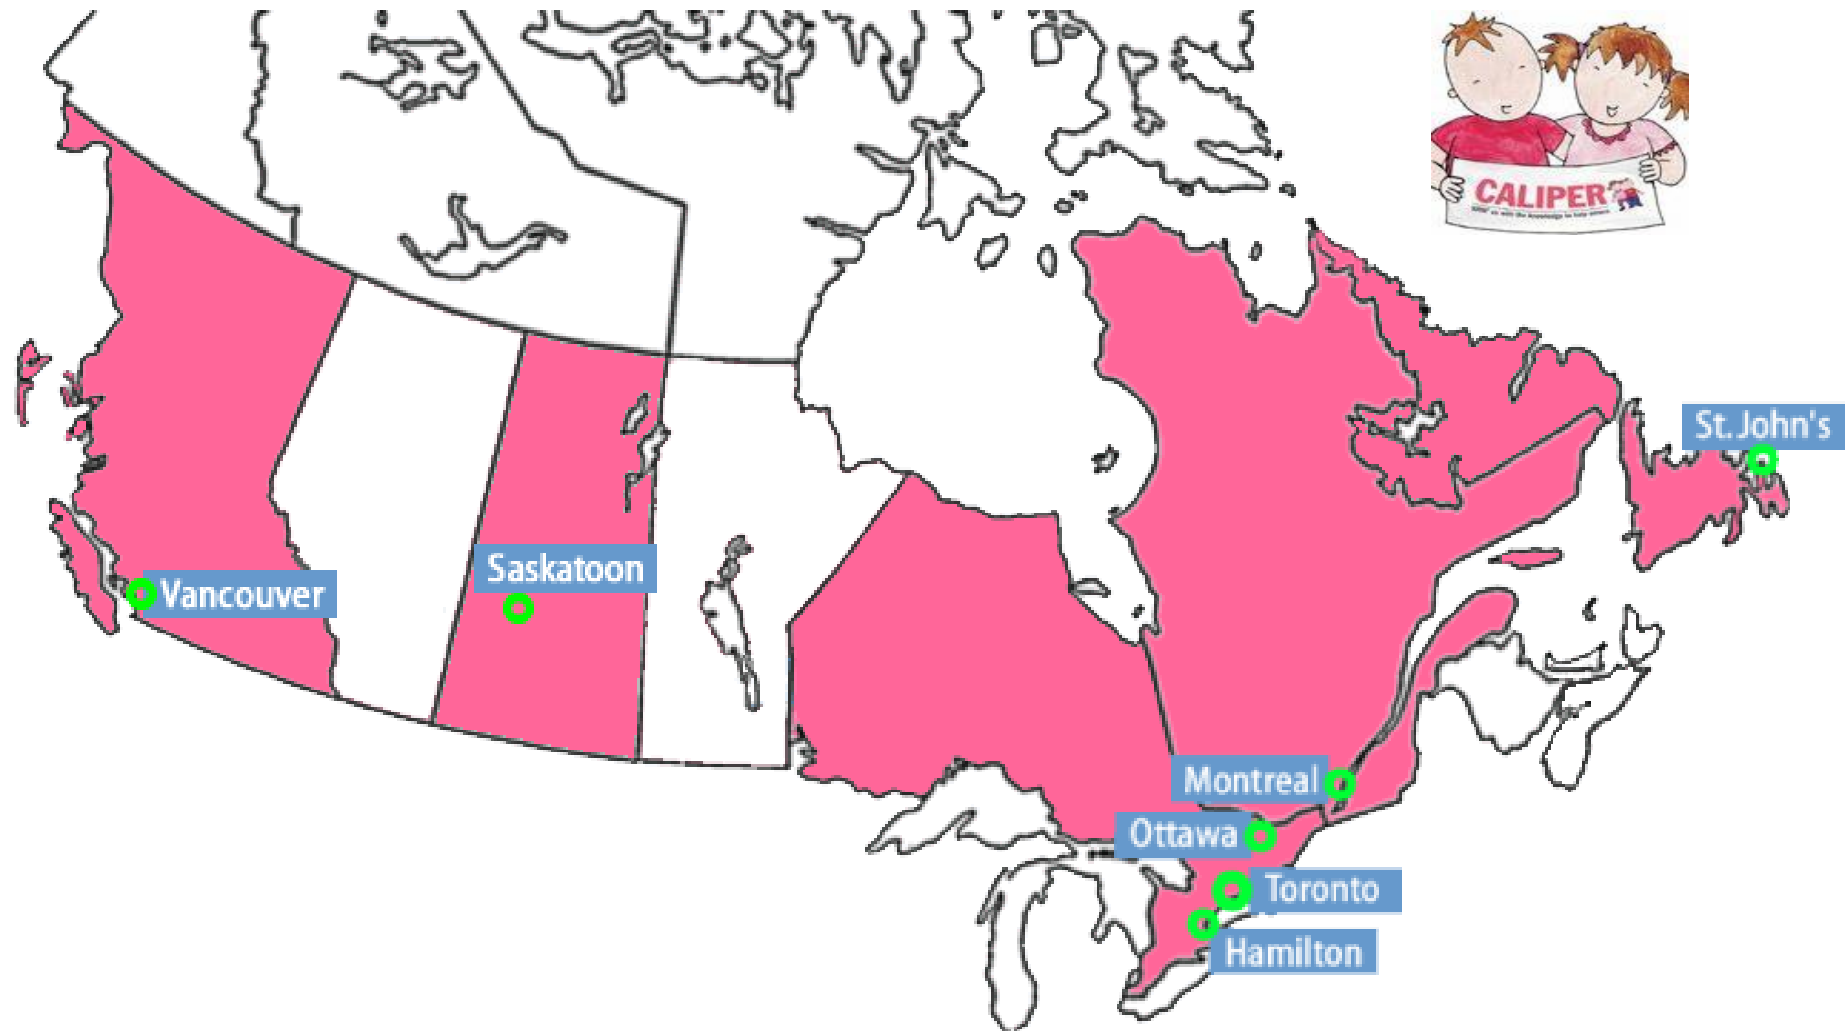 CALIPER
St. John's
Saskatoon
Vancouver
Montreal
Ottawa
Toronto
Hamilton